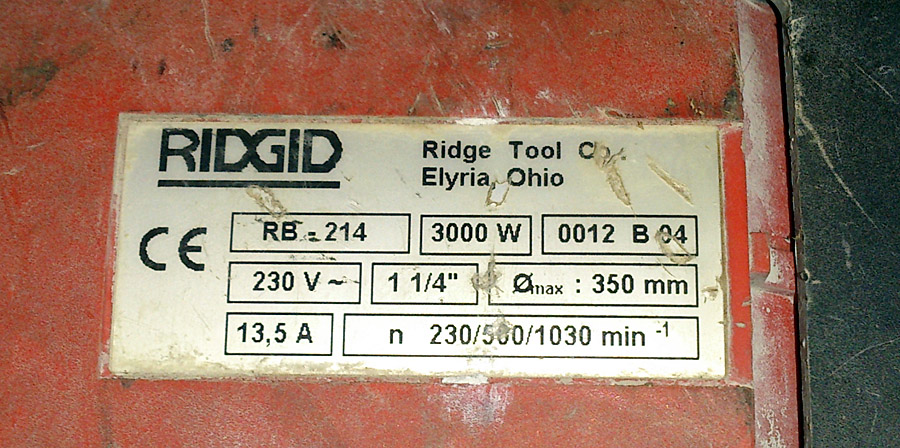 RIDGID
Ridge Tool Co.
Elyria, Ohio
CE
RB - 214
3000 W
0012 B 04
230 V ~
1 1/4"
Ømax : 350 mm
13,5 A
n 230/500/1030 min -1